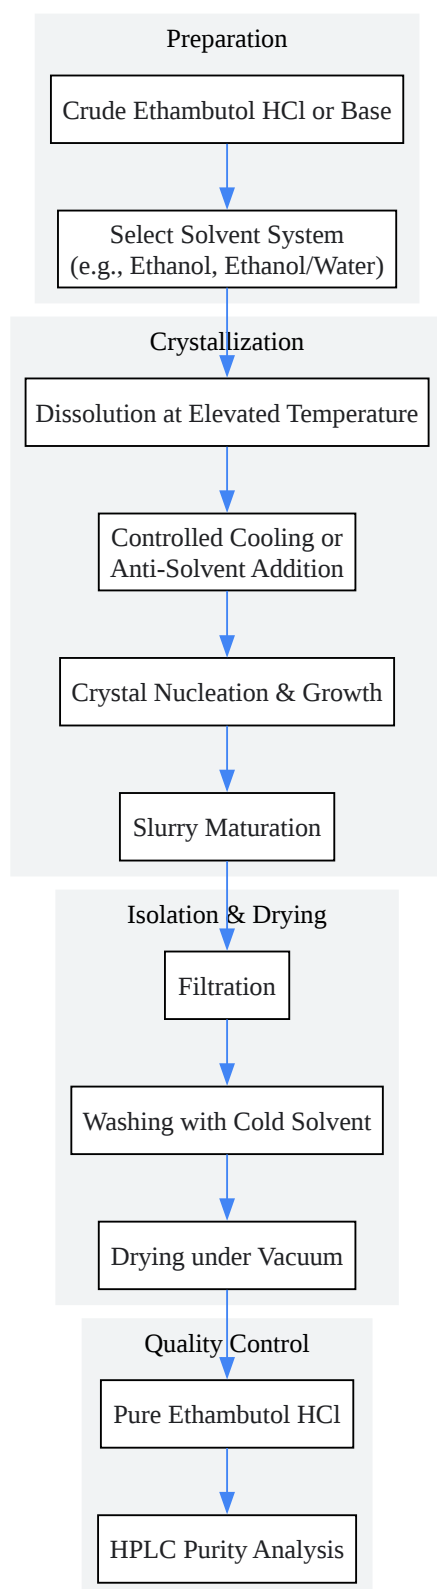 Preparation
Crude Ethambutol HCl or Base
Select Solvent System
(e.g., Ethanol, Ethanol/Water)
Crystallization
Dissolution at Elevated Temperature
Controlled Cooling or
Anti-Solvent Addition
Crystal Nucleation & Growth
Slurry Maturation
Isolation & Drying
Filtration
Washing with Cold Solvent
Drying under Vacuum
Quality Control
Pure Ethambutol HCl
HPLC Purity Analysis